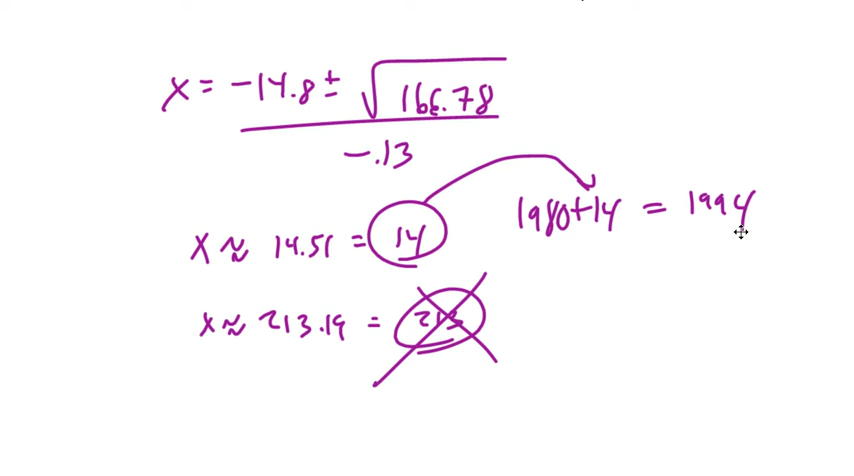 x = -14.8 ± √166.78
-.13
x ≈ 14.51 = 14
1980+14 = 1994
x ≈ 213.19 = 213